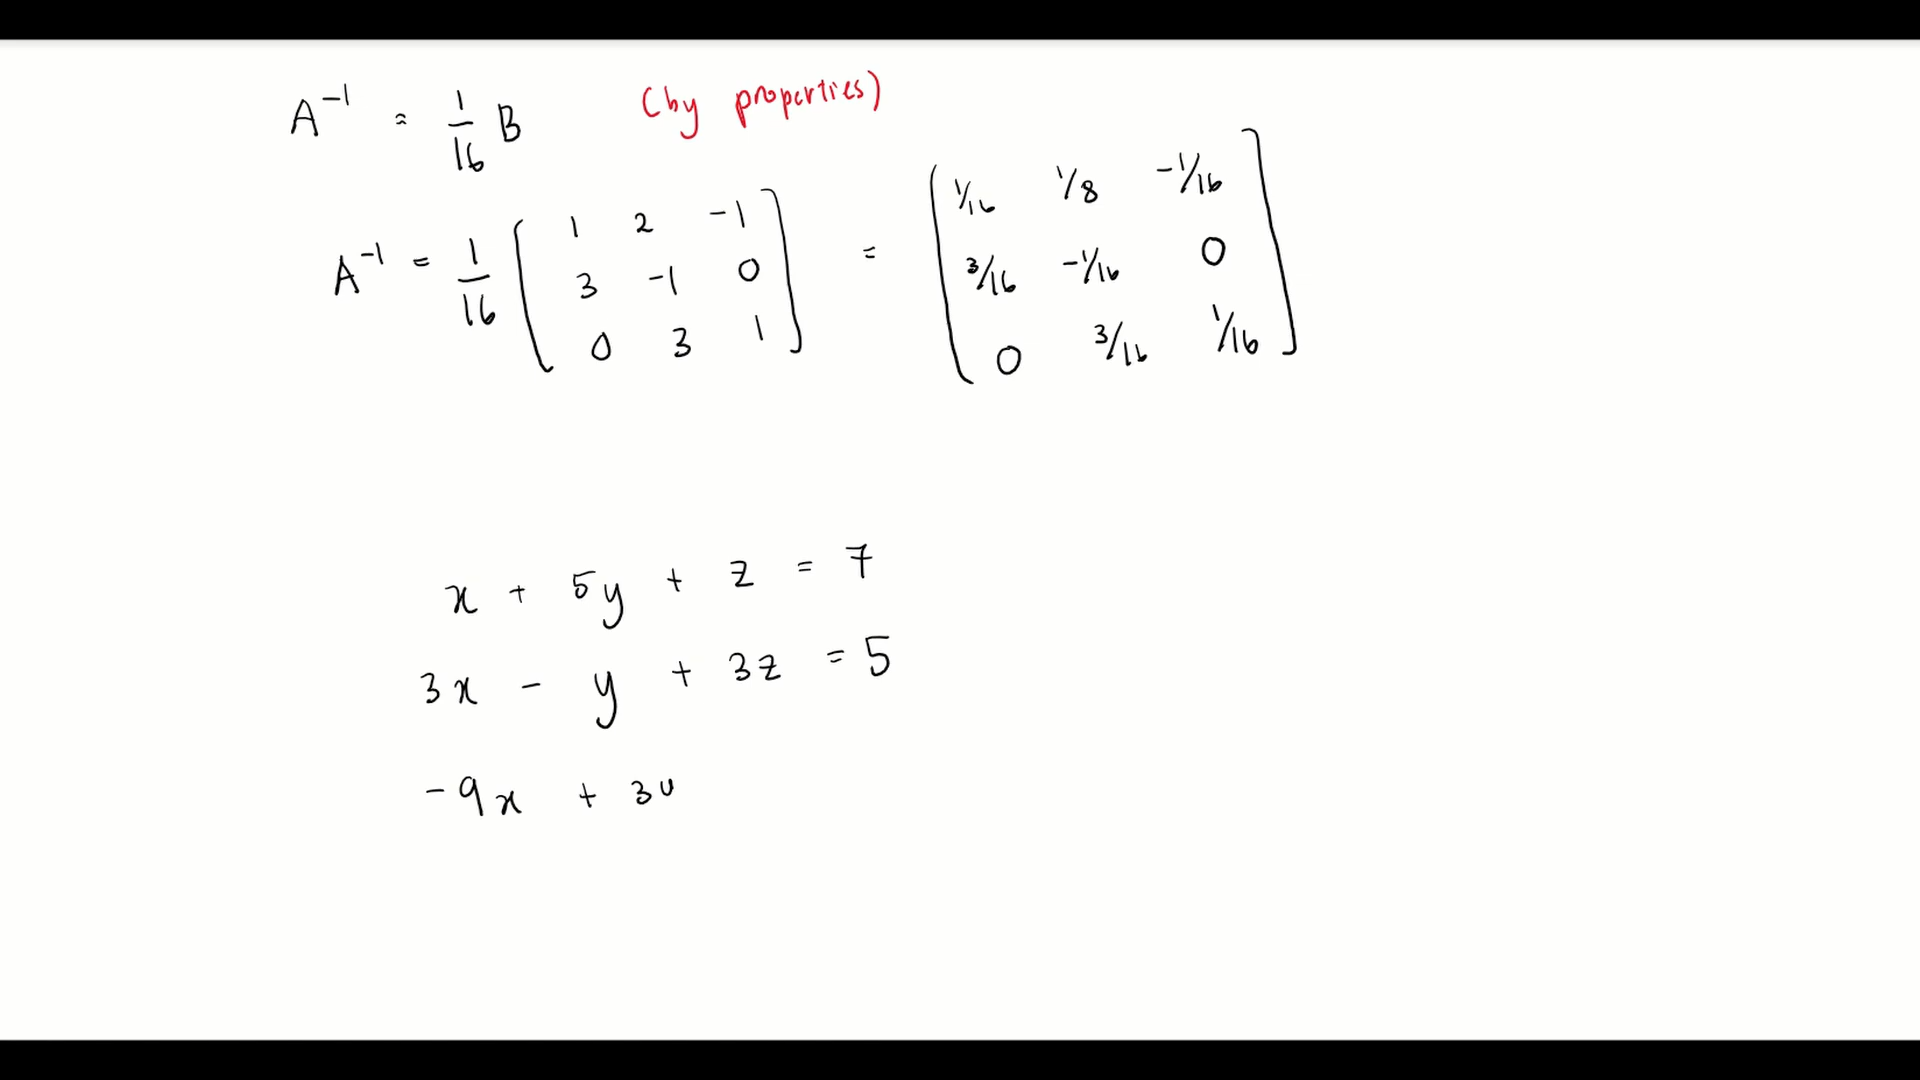 A⁻¹ = 1/16 B (by properties)
A⁻¹ = 1/16 [ 1 2 -1 ] = [ 1/16 1/8 -1/16 ]
[ 3 -1 0 ] [ 3/16 -1/16 0 ]
[ 0 3 1 ] [ 0 3/16 1/16 ]
x + 5y + z = 7
3x - y + 3z = 5
-9x + 3